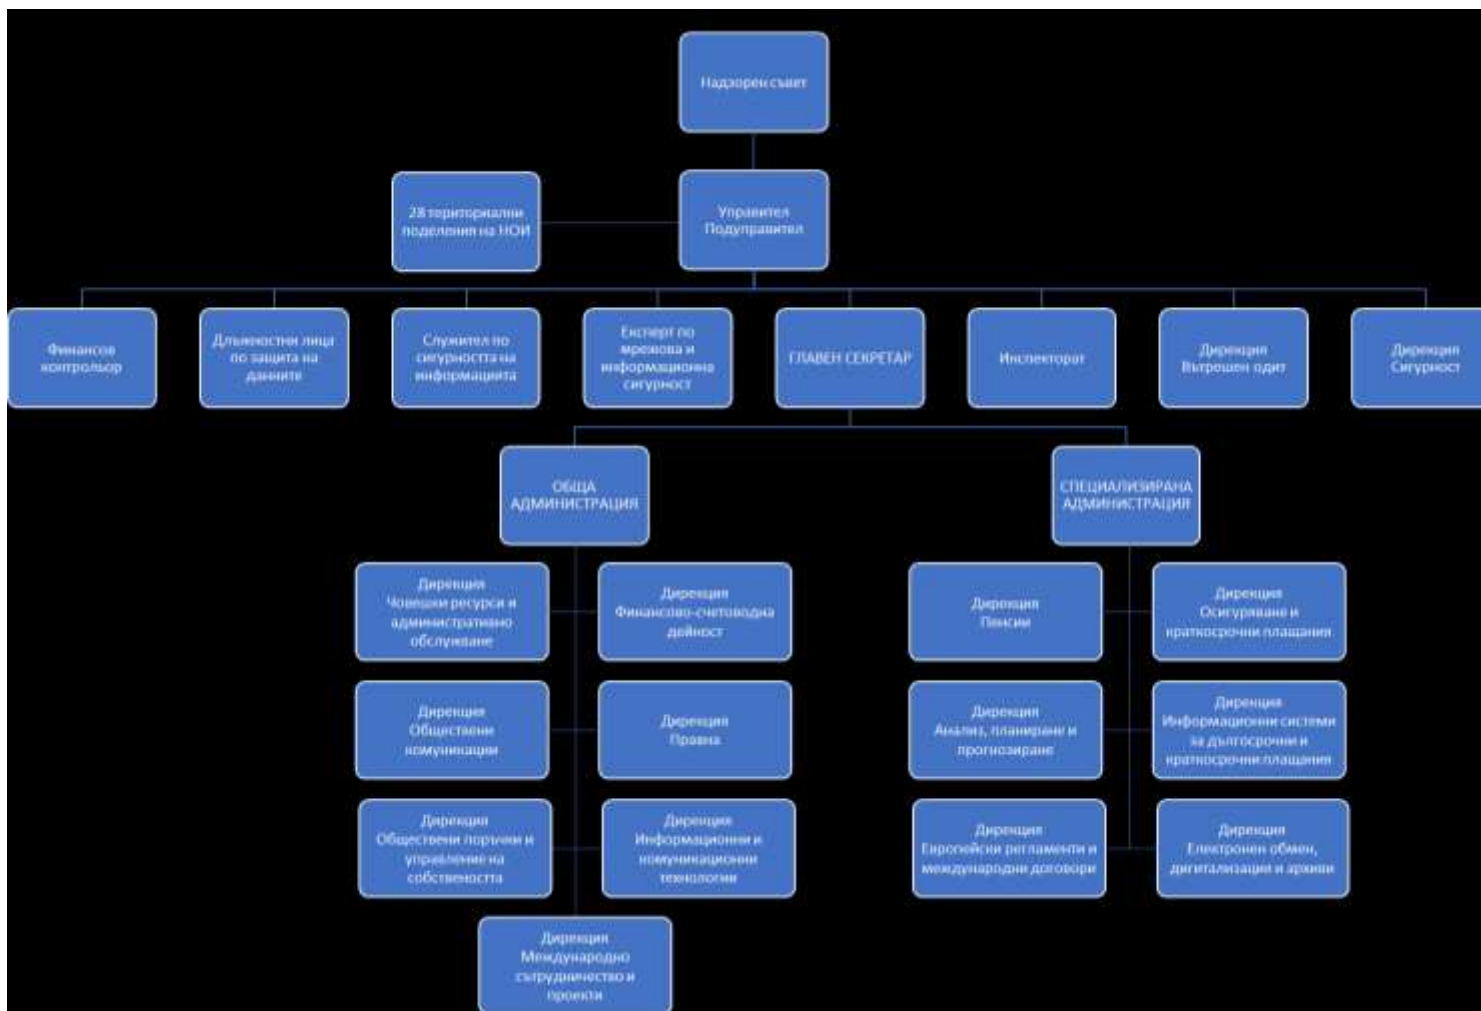 Надзорен съвет
28 териториални
поделения на НОИ
Управител
Подуправител
Финансов
контрольор
Длъжностни лица
по защита на
данните
Служител по
сигурността на
информацията
Експерт по
мрежова и
информационна
сигурност
ГЛАВЕН СЕКРЕТАР
Инспекторат
Дирекция
Вътрешен одит
Дирекция
Сигурност
ОБЩА
АДМИНИСТРАЦИЯ
СПЕЦИАЛИЗИРАНА
АДМИНИСТРАЦИЯ
Дирекция
Човешки ресурси и
административно
обслужване
Дирекция
Финансово-счетоводна
дейност
Дирекция
Пенсии
Дирекция
Осигуряване и
краткосрочни плащания
Дирекция
Обществени
комуникации
Дирекция
Правна
Дирекция
Анализ, планиране и
прогнозиране
Дирекция
Информационни системи
за дългосрочни и
краткосрочни плащания
Дирекция
Обществени поръчки и
управление на
собствеността
Дирекция
Информационни и
комуникационни
технологии
Дирекция
Европейски регламенти и
международни договори
Дирекция
Електронен обмен,
дигитализация и архиви
Дирекция
Международно
сътрудничество и
проекти